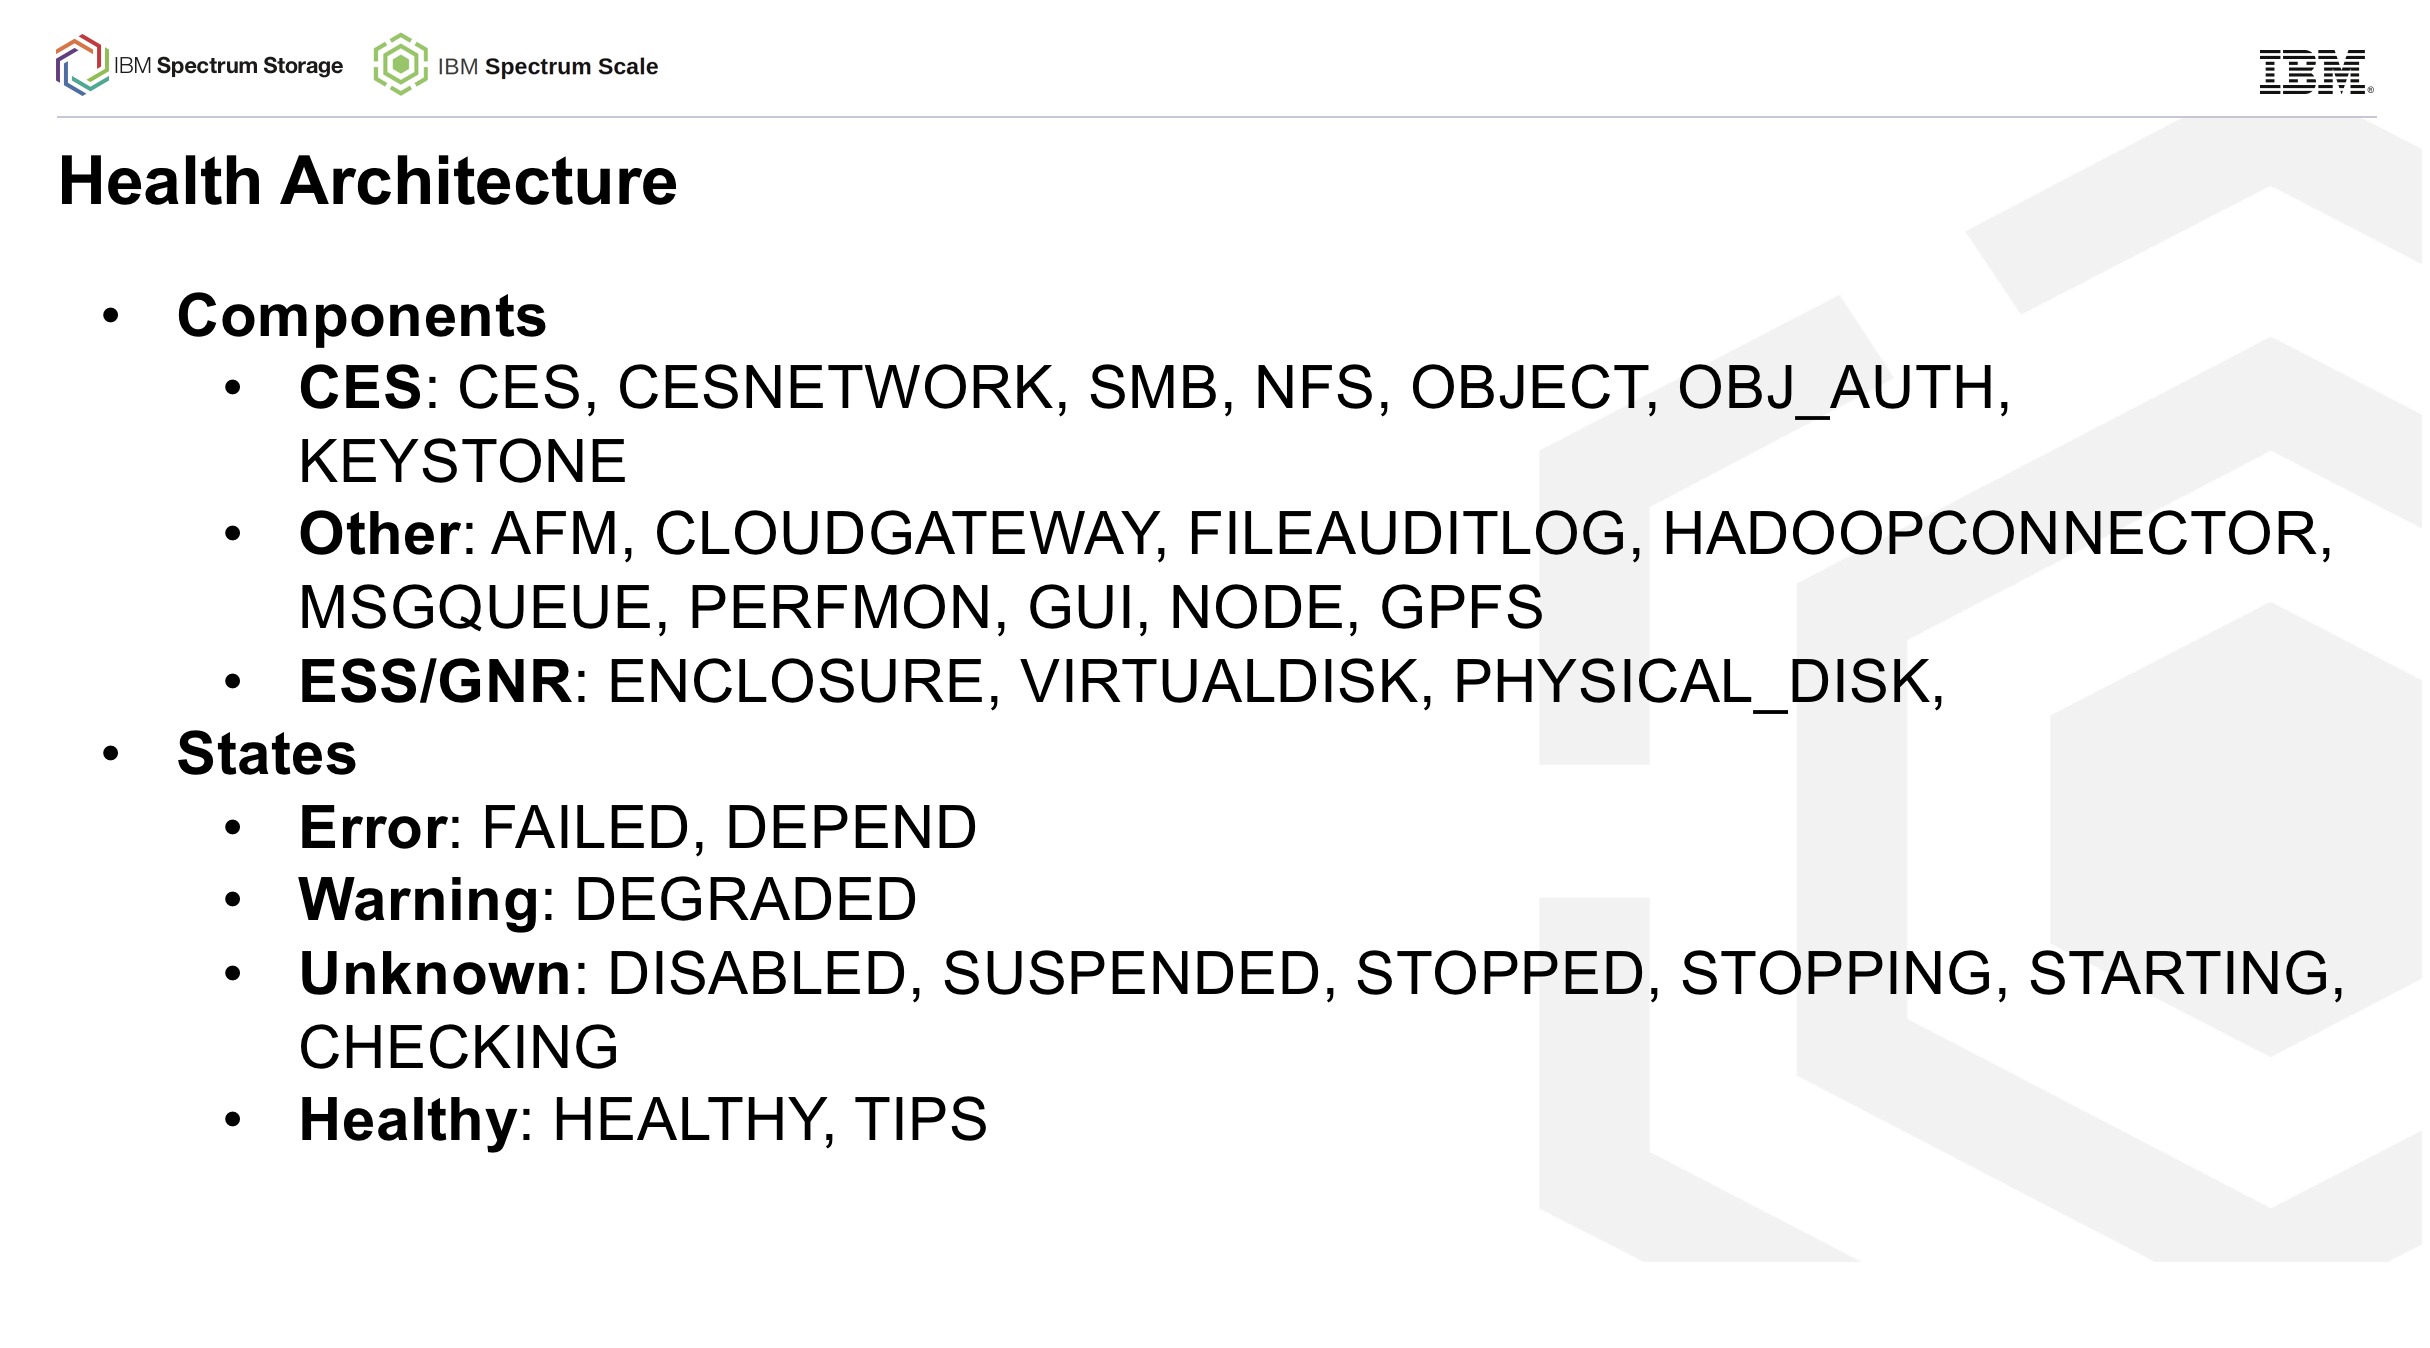 IBM Spectrum Storage IBM Spectrum Scale IBM®
Health Architecture
• Components
• CES: CES, CESNETWORK, SMB, NFS, OBJECT, OBJ_AUTH,
KEYSTONE
• Other: AFM, CLOUDGATEWAY, FILEAUDITLOG, HADOOPCONNECTOR,
MSGQUEUE, PERFMON, GUI, NODE, GPFS
• ESS/GNR: ENCLOSURE, VIRTUALDISK, PHYSICAL_DISK,
• States
• Error: FAILED, DEPEND
• Warning: DEGRADED
• Unknown: DISABLED, SUSPENDED, STOPPED, STOPPING, STARTING,
CHECKING
• Healthy: HEALTHY, TIPS